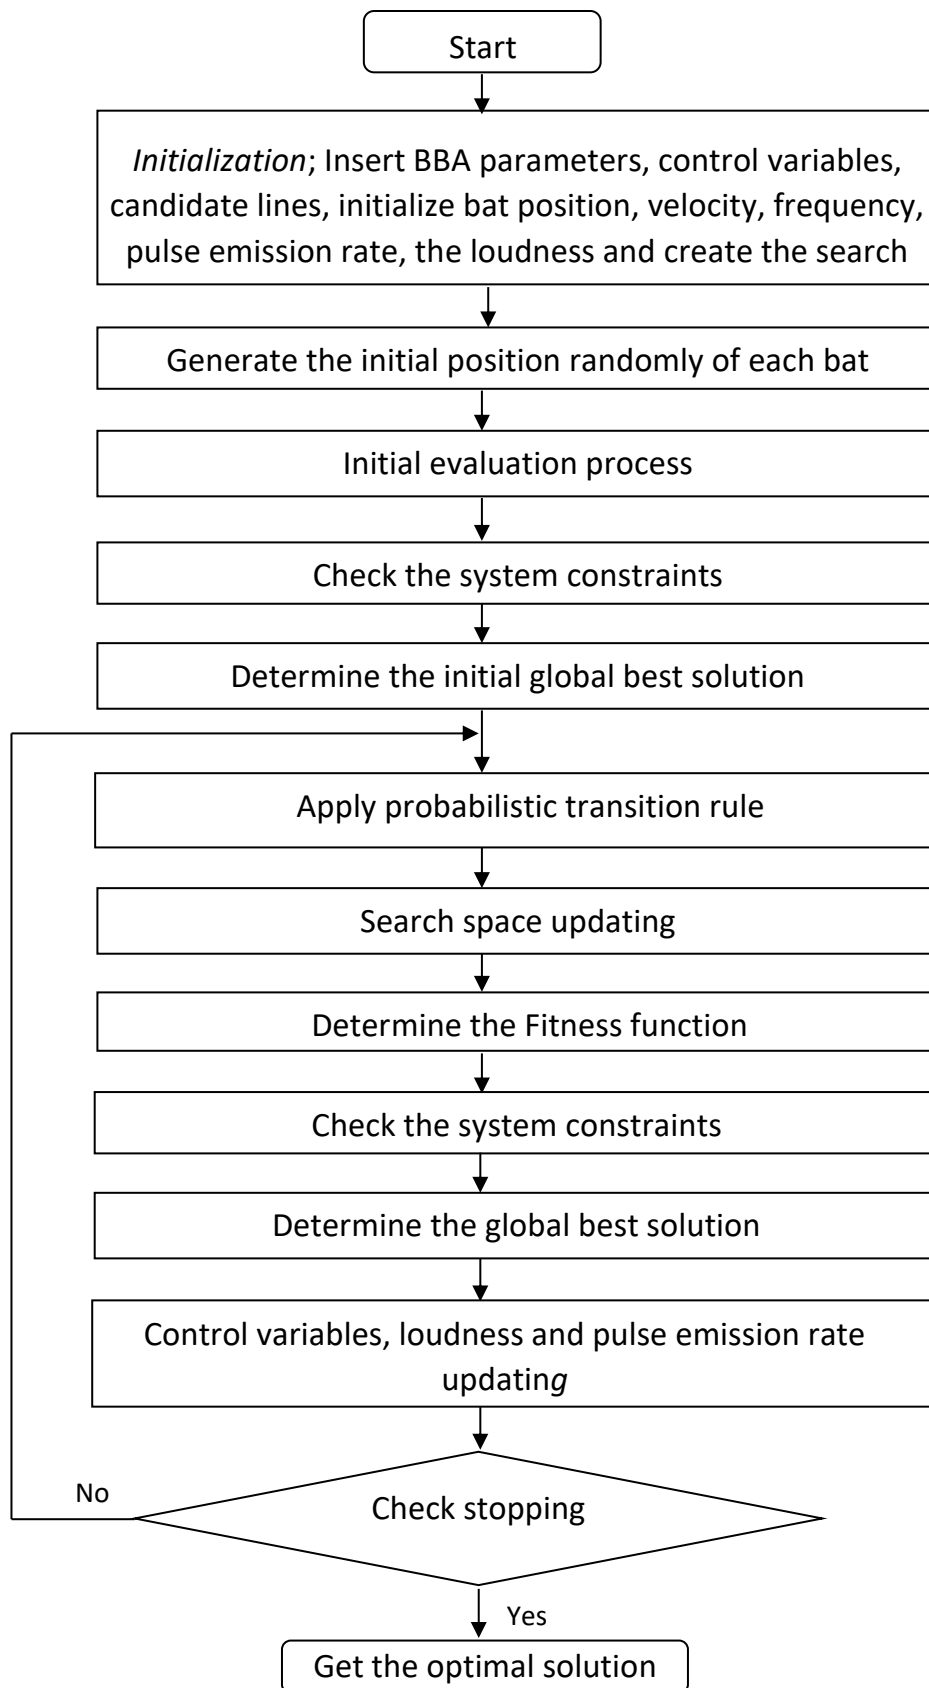 Start
Initialization; Insert BBA parameters, control variables,
candidate lines, initialize bat position, velocity, frequency,
pulse emission rate, the loudness and create the search
Generate the initial position randomly of each bat
Initial evaluation process
Check the system constraints
Determine the initial global best solution
Apply probabilistic transition rule
Search space updating
Determine the Fitness function
Check the system constraints
Determine the global best solution
Control variables, loudness and pulse emission rate
updating
No
Check stopping
Yes
Get the optimal solution